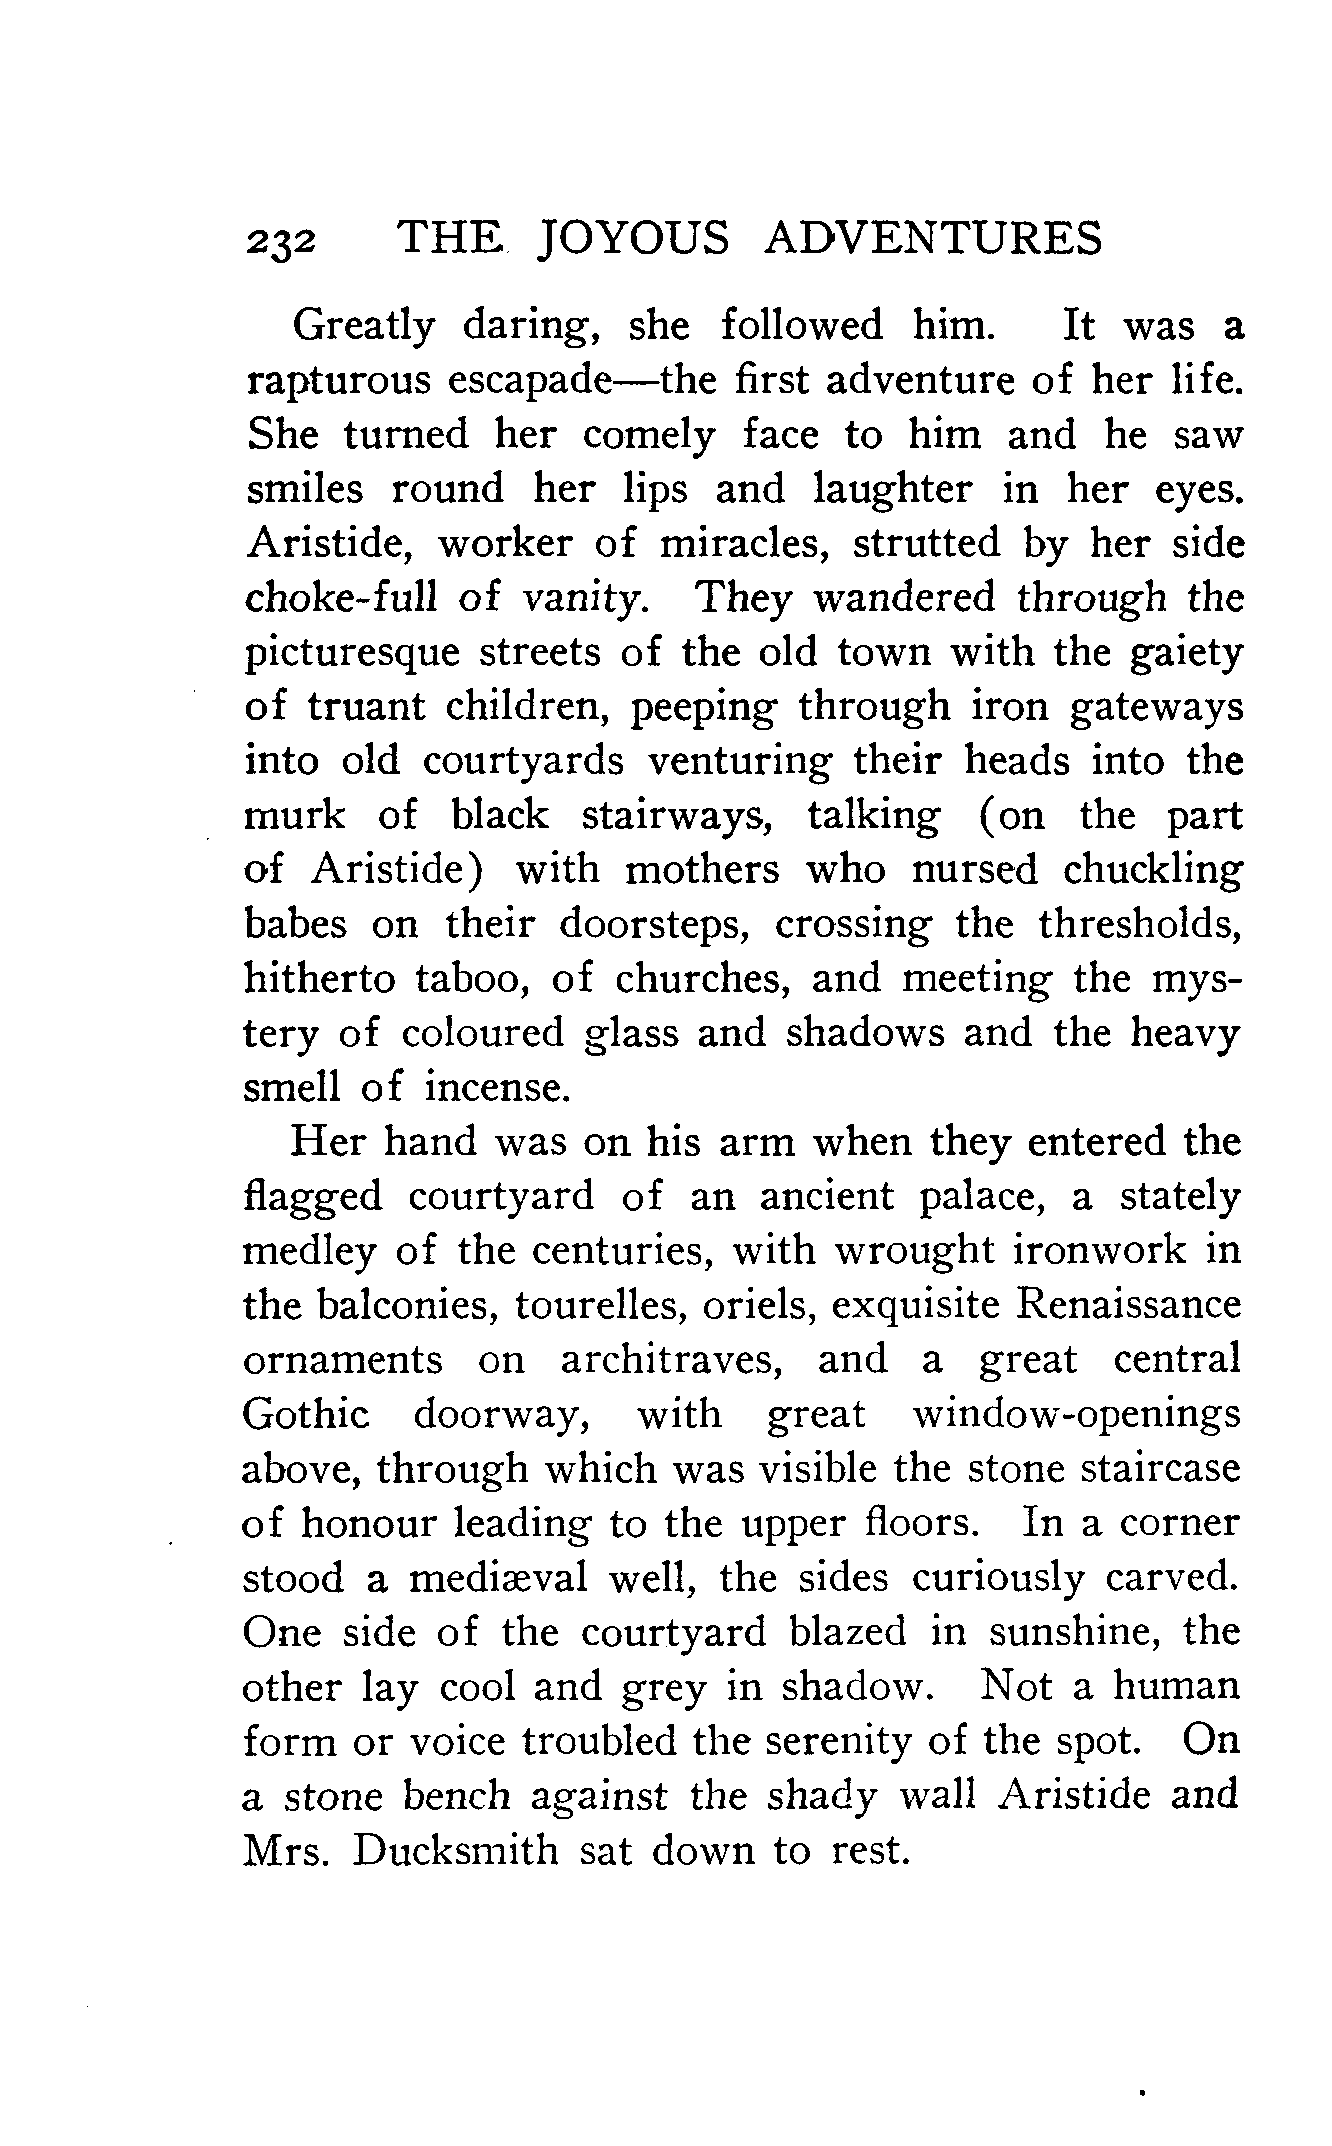 232 THE JOYOUS ADVENTURES
Greatly daring, she followed him. It was a
rapturous escapade—the first adventure of her life.
She turned her comely face to him and he saw
smiles round her lips and laughter in her eyes.
Aristide, worker of miracles, strutted by her side
choke-full of vanity. They wandered through the
picturesque streets of the old town with the gaiety
of truant children, peeping through iron gateways
into old courtyards venturing their heads into the
murk of black stairways, talking (on the part
of Aristide) with mothers who nursed chuckling
babes on their doorsteps, crossing the thresholds,
hitherto taboo, of churches, and meeting the mys-
tery of coloured glass and shadows and the heavy
smell of incense.
Her hand was on his arm when they entered the
flagged courtyard of an ancient palace, a stately
medley of the centuries, with wrought ironwork in
the balconies, tourelles, oriels, exquisite Renaissance
ornaments on architraves, and a great central
Gothic doorway, with great window-openings
above, through which was visible the stone staircase
of honour leading to the upper floors. In a corner
stood a mediæval well, the sides curiously carved.
One side of the courtyard blazed in sunshine, the
other lay cool and grey in shadow. Not a human
form or voice troubled the serenity of the spot. On
a stone bench against the shady wall Aristide and
Mrs. Ducksmith sat down to rest.